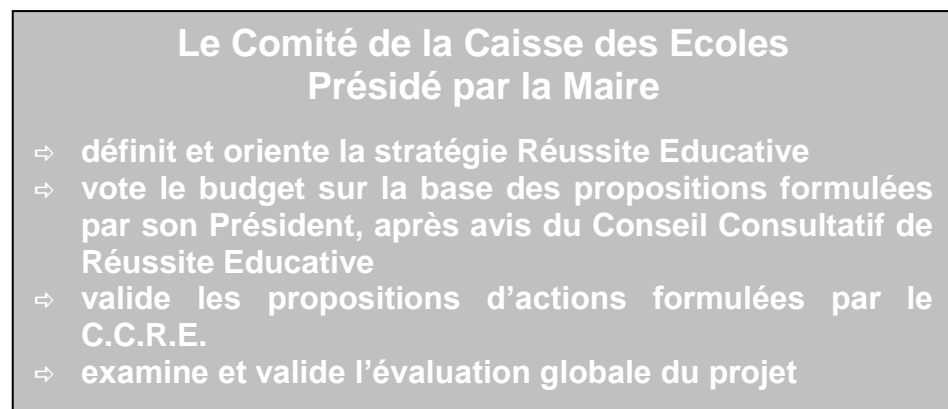 Le Comité de la Caisse des Ecoles
Présidé par la Maire
⇨ définit et oriente la stratégie Réussite Educative
⇨ vote le budget sur la base des propositions formulées
par son Président, après avis du Conseil Consultatif de
Réussite Educative
⇨ valide les propositions d’actions formulées par le
C.C.R.E.
⇨ examine et valide l’évaluation globale du projet